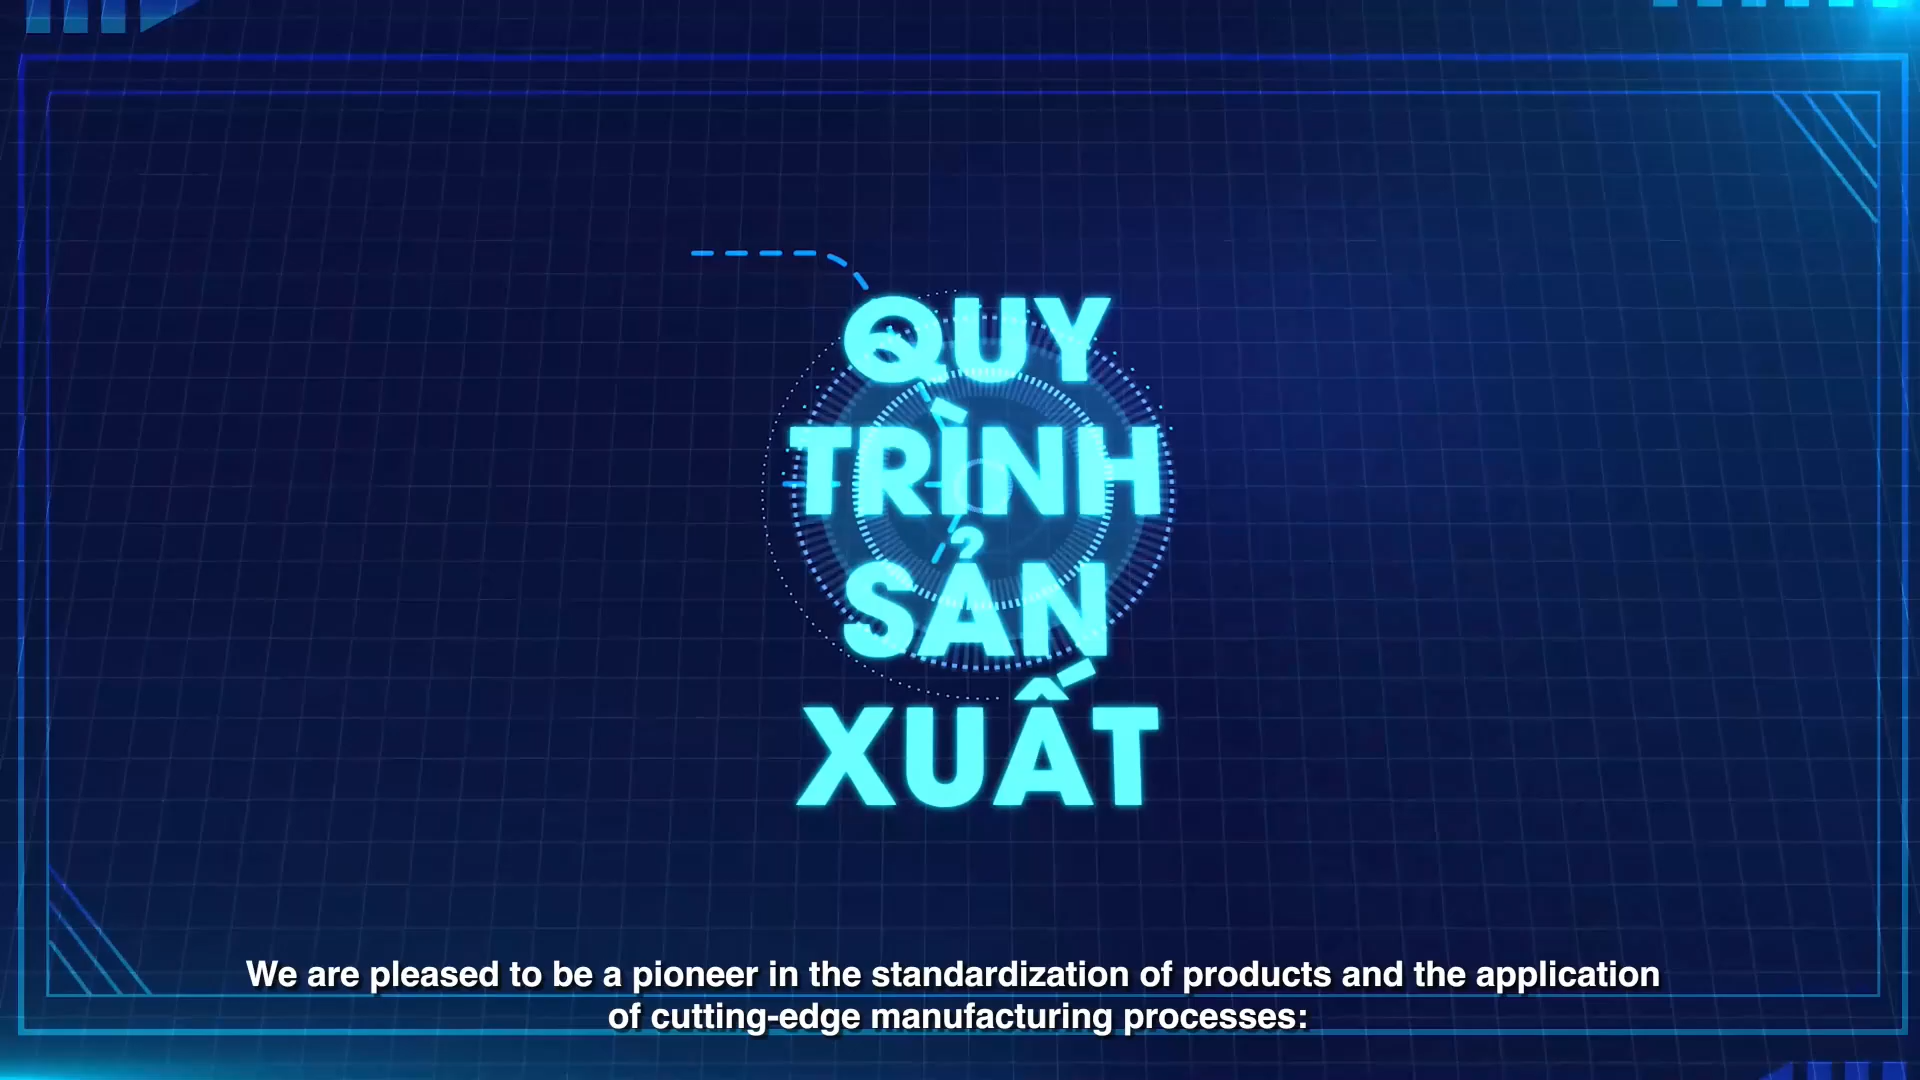 QUY
TRÌNH
SẢN
XUẤT
We are pleased to be a pioneer in the standardization of products and the application
of cutting-edge manufacturing processes: